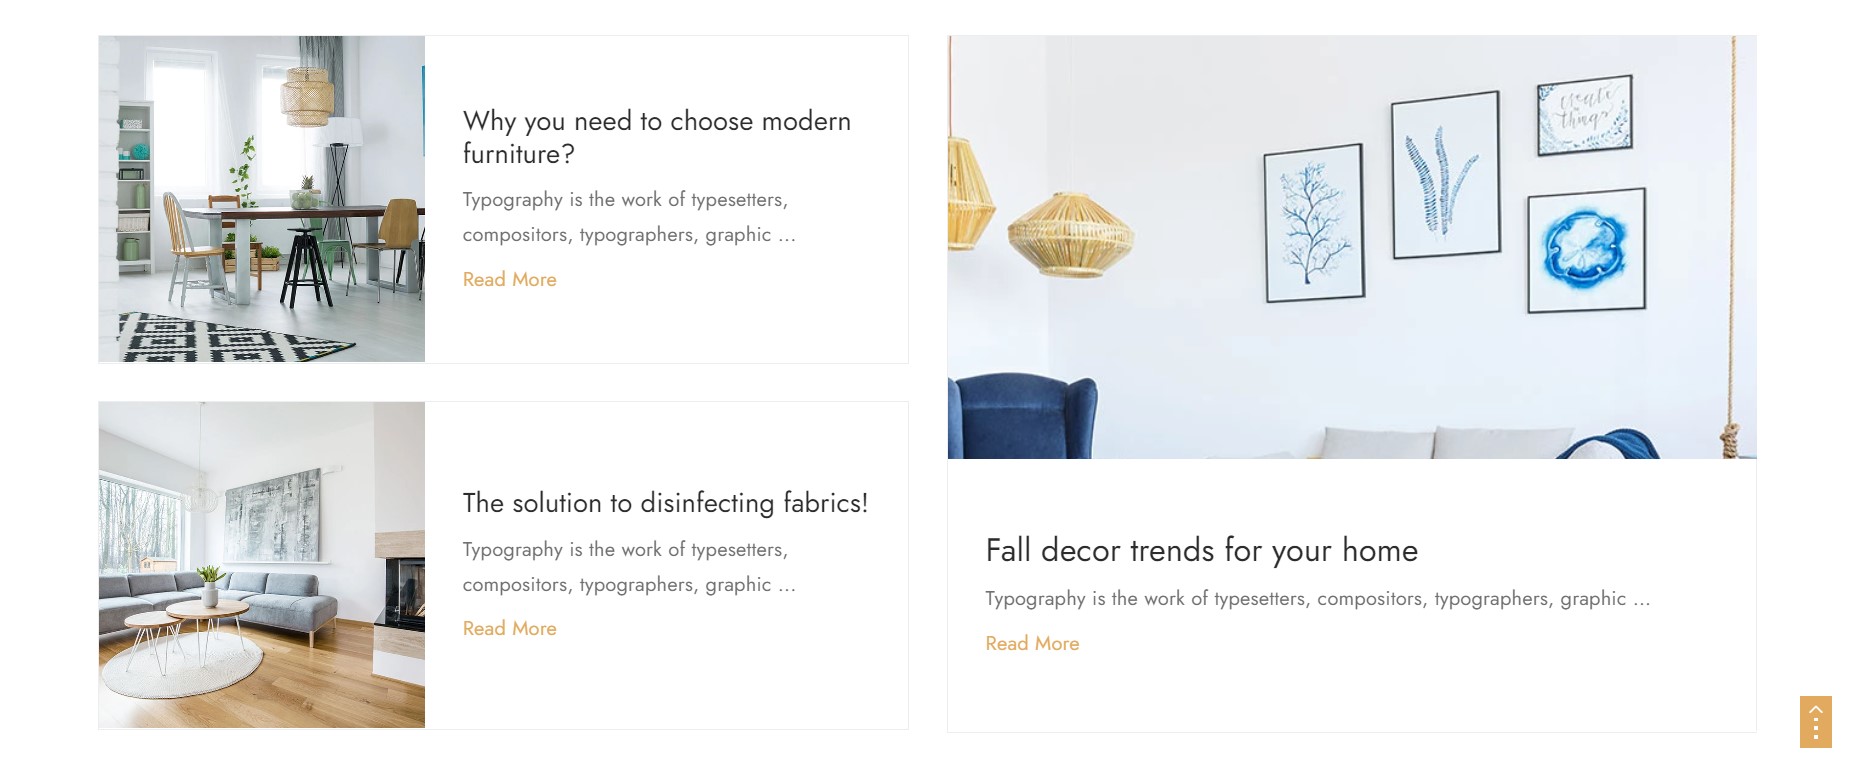 Why you need to choose modern
furniture?
Typography is the work of typesetters,
compositors, typographers, graphic ...
Read More
The solution to disinfecting fabrics!
Typography is the work of typesetters,
compositors, typographers, graphic ...
Read More
create
things
Fall decor trends for your home
Typography is the work of typesetters, compositors, typographers, graphic ...
Read More